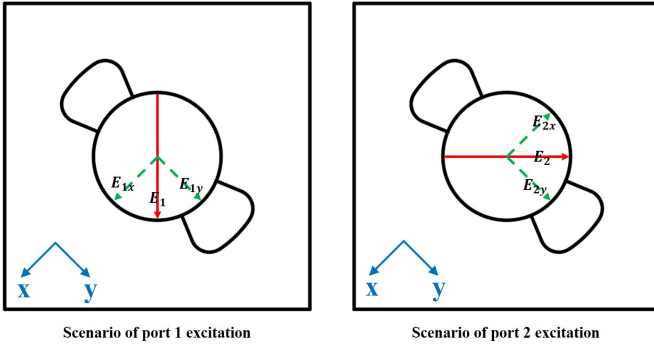 E1x E1 E1y
x y
Scenario of port 1 excitation
E2x
E2
E2y
x y
Scenario of port 2 excitation